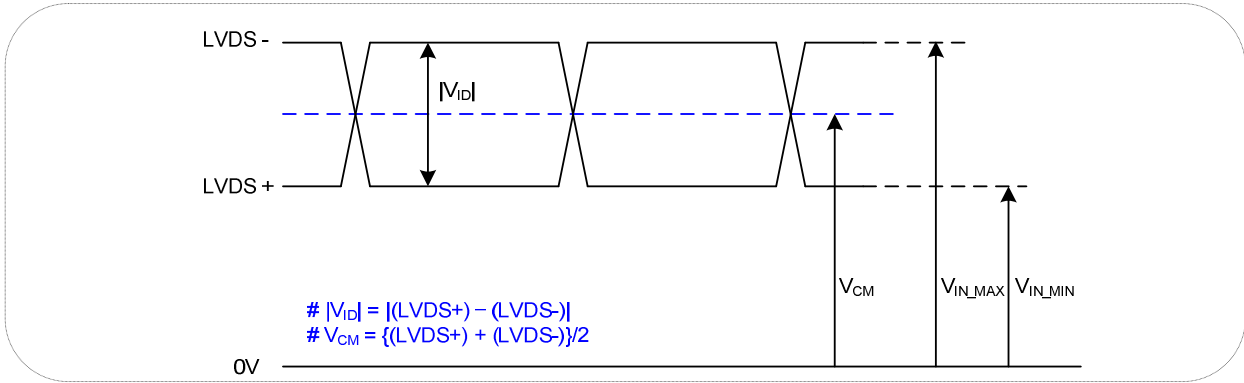 LVDS -
|VID|
LVDS +
VCM
VIN_MAX
VIN_MIN
# |VID| = |(LVDS+) – (LVDS-)|
# VCM = {(LVDS+) + (LVDS-)}/2
0V